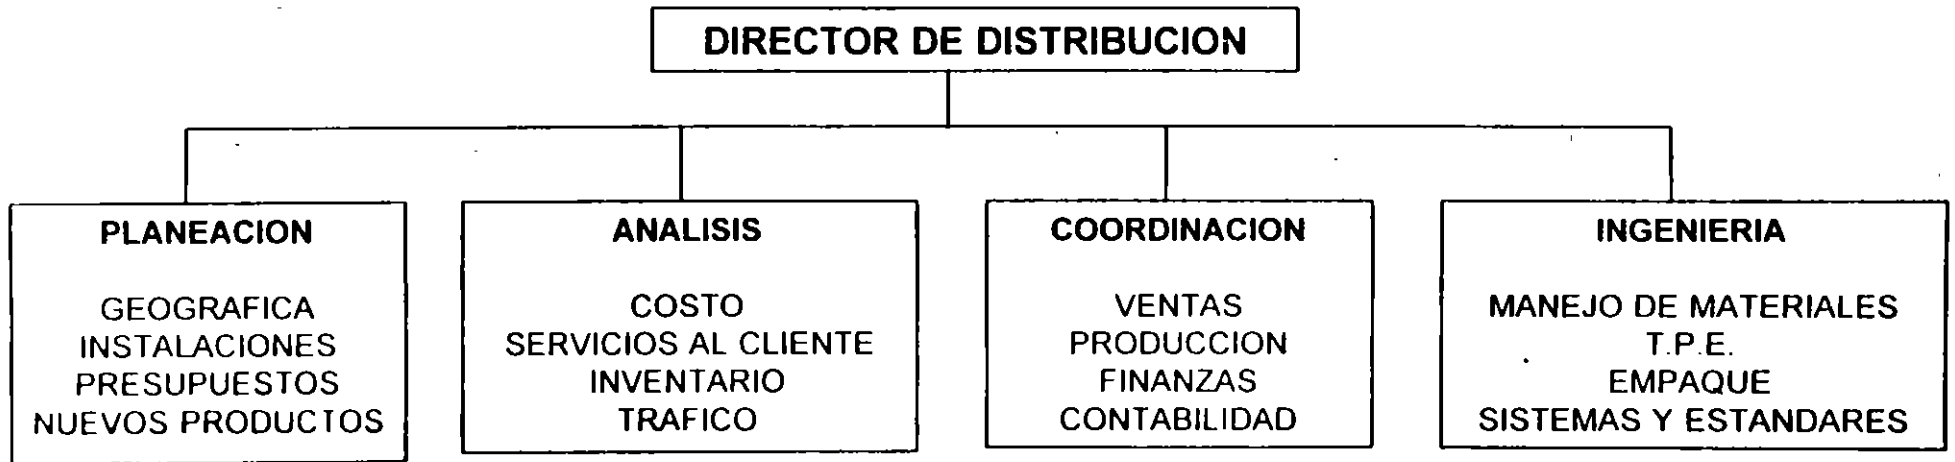 DIRECTOR DE DISTRIBUCION
PLANEACION
GEOGRAFICA
INSTALACIONES
PRESUPUESTOS
NUEVOS PRODUCTOS
ANALISIS
COSTO
SERVICIOS AL CLIENTE
INVENTARIO
TRAFICO
COORDINACION
VENTAS
PRODUCCION
FINANZAS
CONTABILIDAD
INGENIERIA
MANEJO DE MATERIALES
T.P.E.
EMPAQUE
SISTEMAS Y ESTANDARES